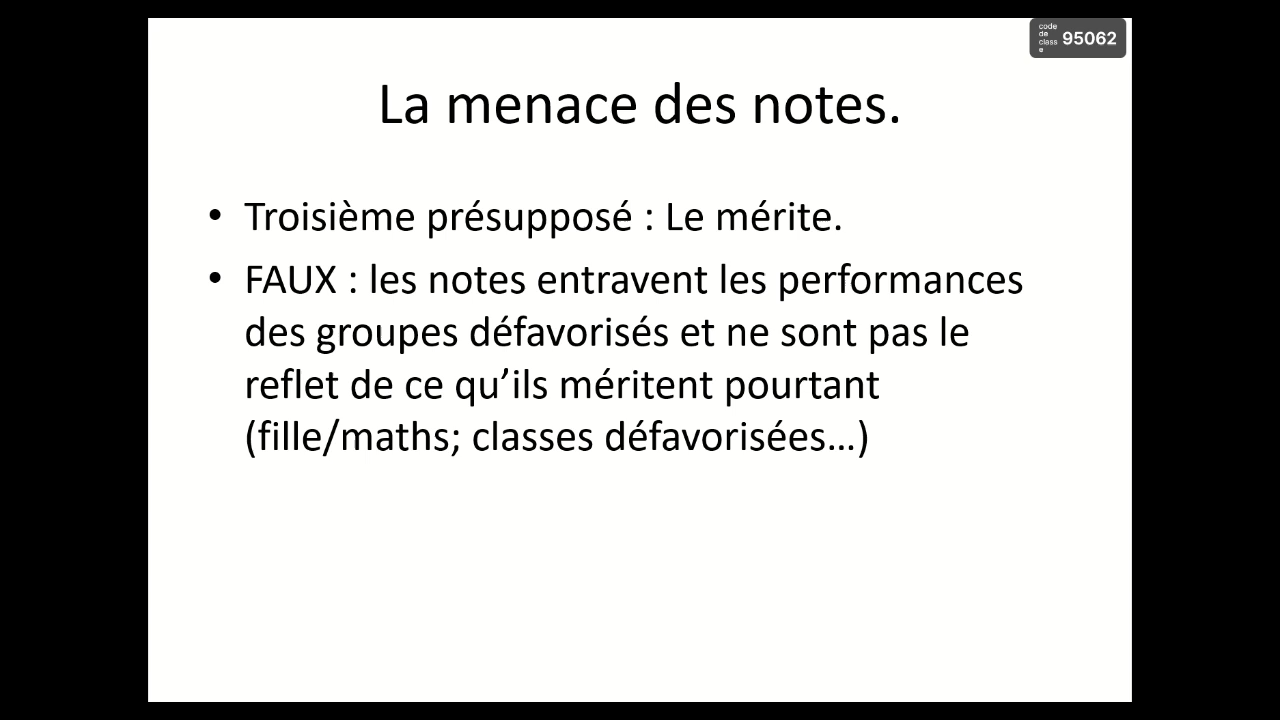 code
de
class
e
95062
La menace des notes.
• Troisième présupposé : Le mérite.
• FAUX : les notes entravent les performances
des groupes défavorisés et ne sont pas le
reflet de ce qu’ils méritent pourtant
(fille/maths; classes défavorisées…)